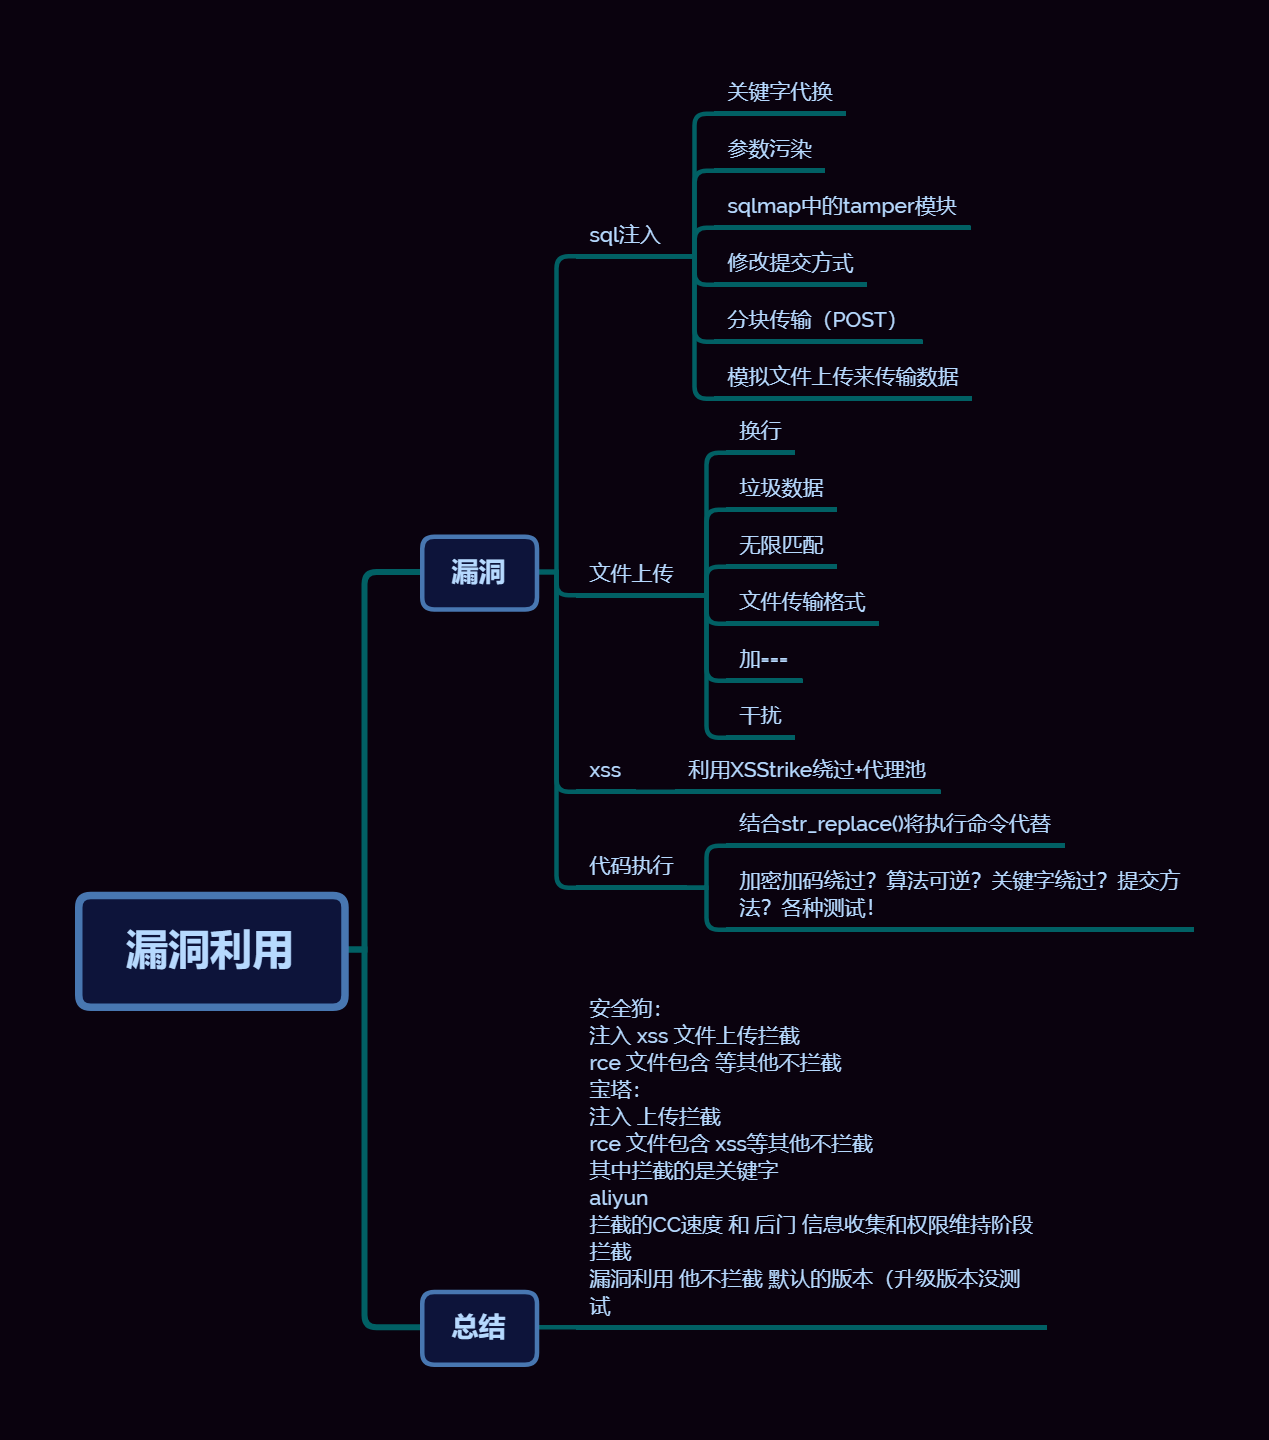 关键字代换
参数污染
sqlmap中的tamper模块
sql注入
修改提交方式
分块传输（POST）
模拟文件上传来传输数据
换行
垃圾数据
无限匹配
漏洞
文件上传
文件传输格式
加===
干扰
xss
利用XSStrike绕过+代理池
结合str_replace()将执行命令代替
代码执行
加密加码绕过？算法可逆？关键字绕过？提交方
法？各种测试！
漏洞利用
安全狗：
注入 xss 文件上传拦截
rce 文件包含 等其他不拦截
宝塔：
注入 上传拦截
rce 文件包含 xss等其他不拦截
其中拦截的是关键字
aliyun
拦截的CC速度 和 后门 信息收集和权限维持阶段
拦截
漏洞利用 他不拦截 默认的版本（升级版本没测
试
总结